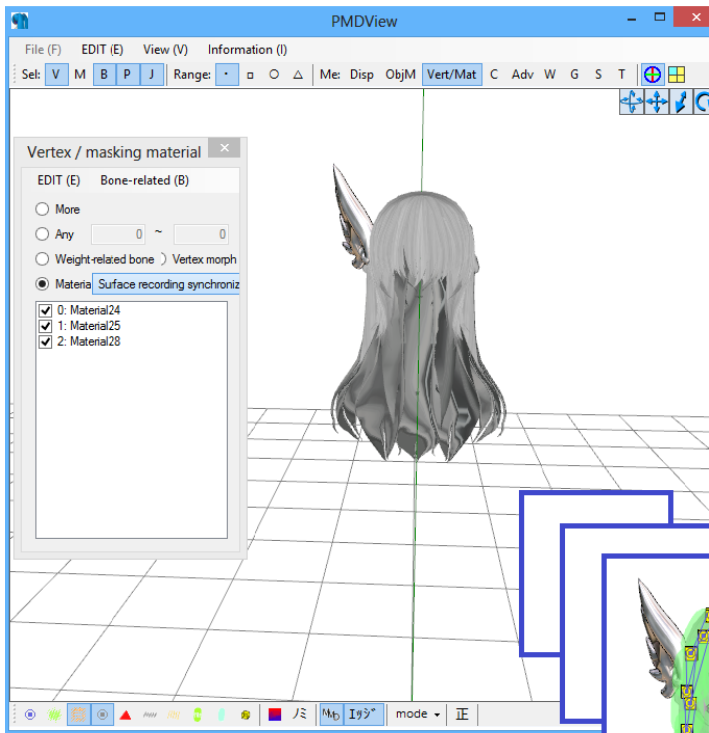 PMDView
File (F) EDIT (E) View (V) Information (I)
Sel: V M B P J Range: Me: Disp ObjM Vert/Mat C Adv W G S T
Vertex / masking material
EDIT (E) Bone-related (B)
More
Any 0 ~ 0
Weight-related bone Vertex morph
Materia Surface recording synchroniz
0: Material24
1: Material25
2: Material28
ノミ MMD エッジ mode 正